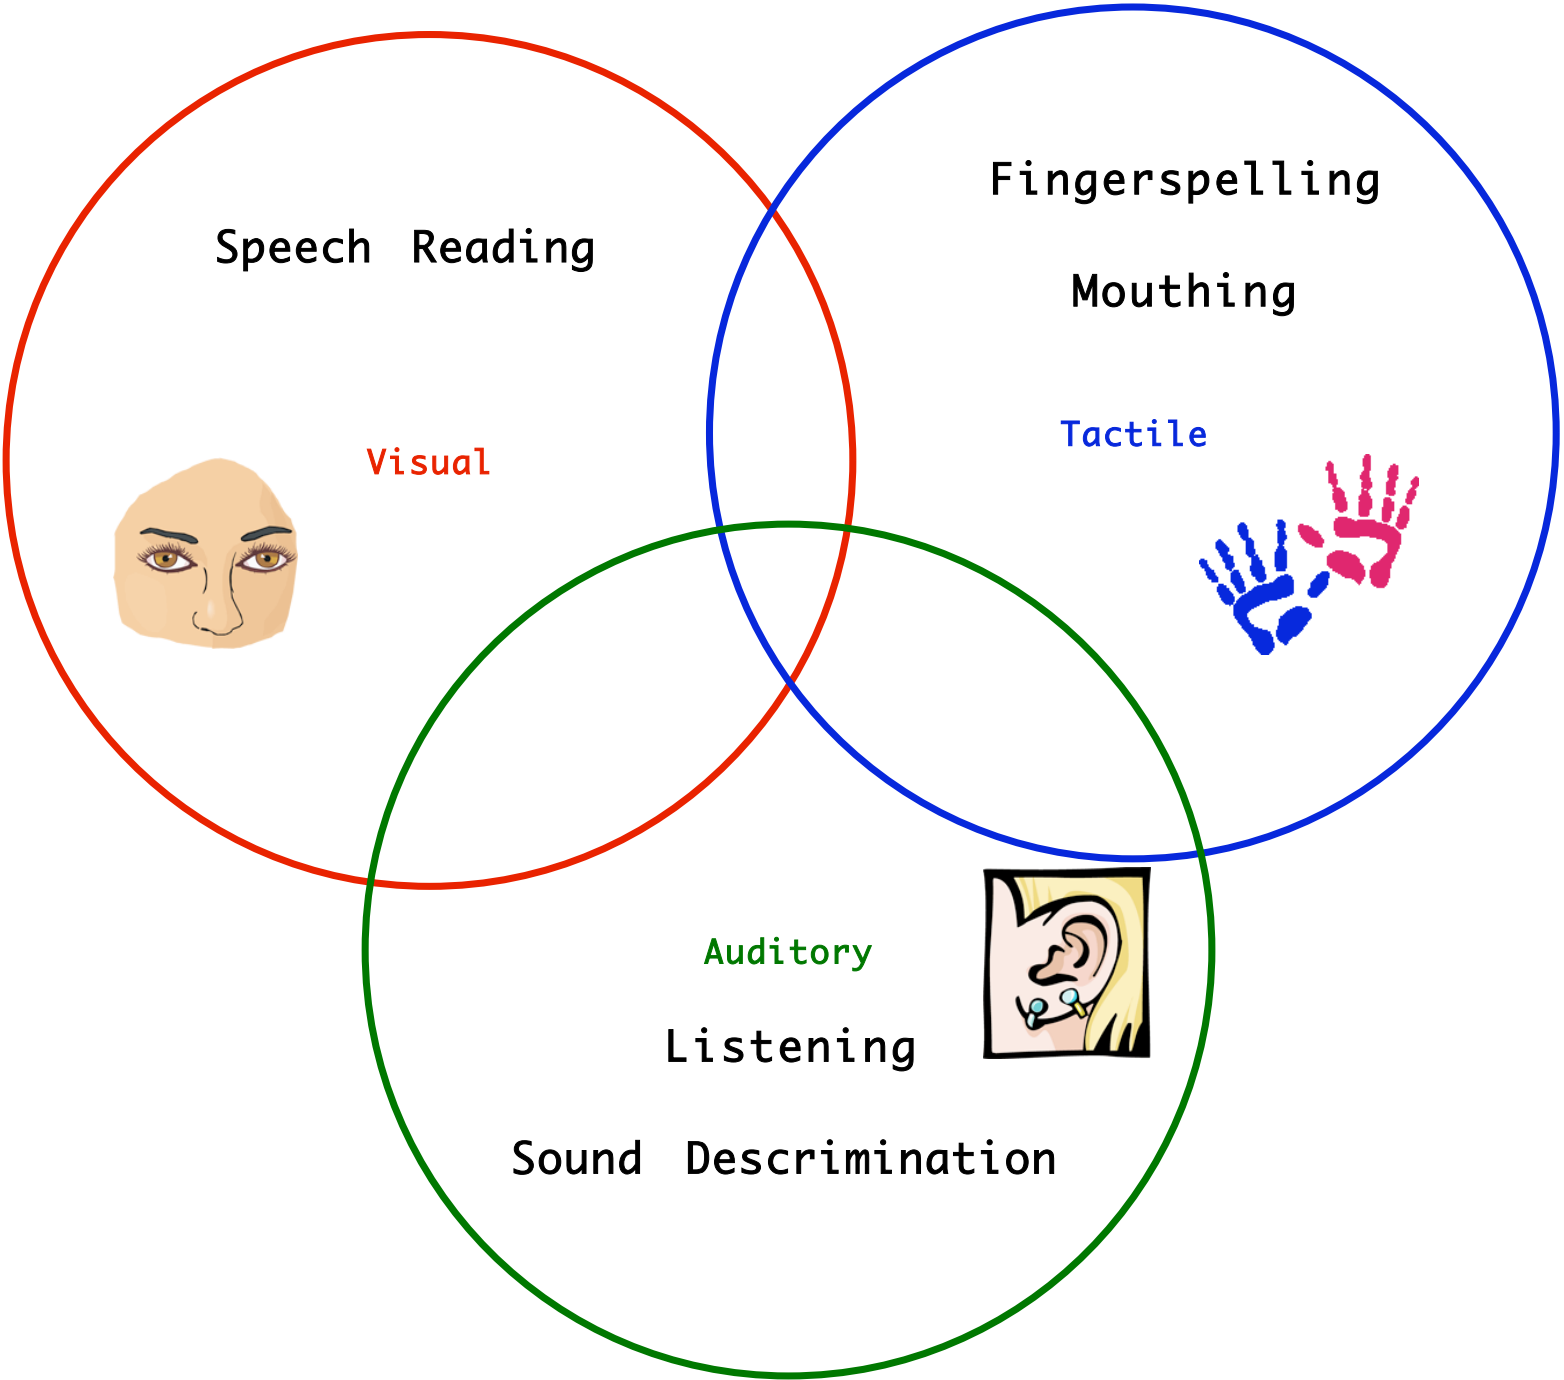 Speech Reading
Visual
Fingerspelling
Mouthing
Tactile
Auditory
Listening
Sound Descrimination